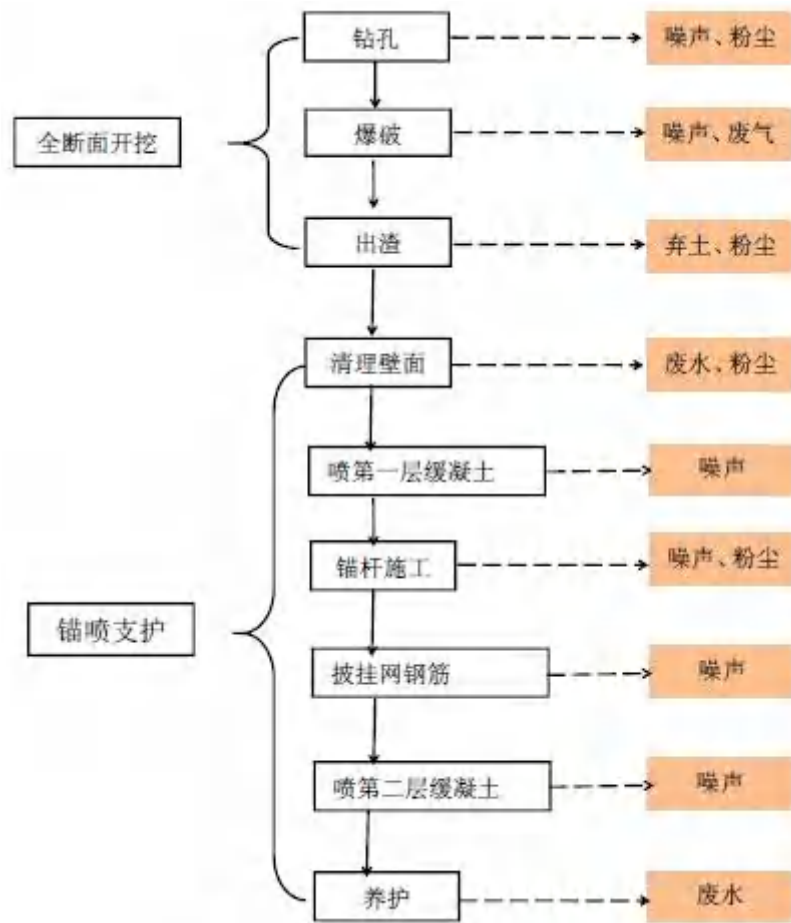 钻孔
噪声、粉尘
全断面开挖
爆破
噪声、废气
出渣
弃土、粉尘
清理壁面
废水、粉尘
喷第一层缓凝土
噪声
锚杆施工
噪声、粉尘
锚喷支护
披挂网钢筋
噪声
喷第二层缓凝土
噪声
养护
废水